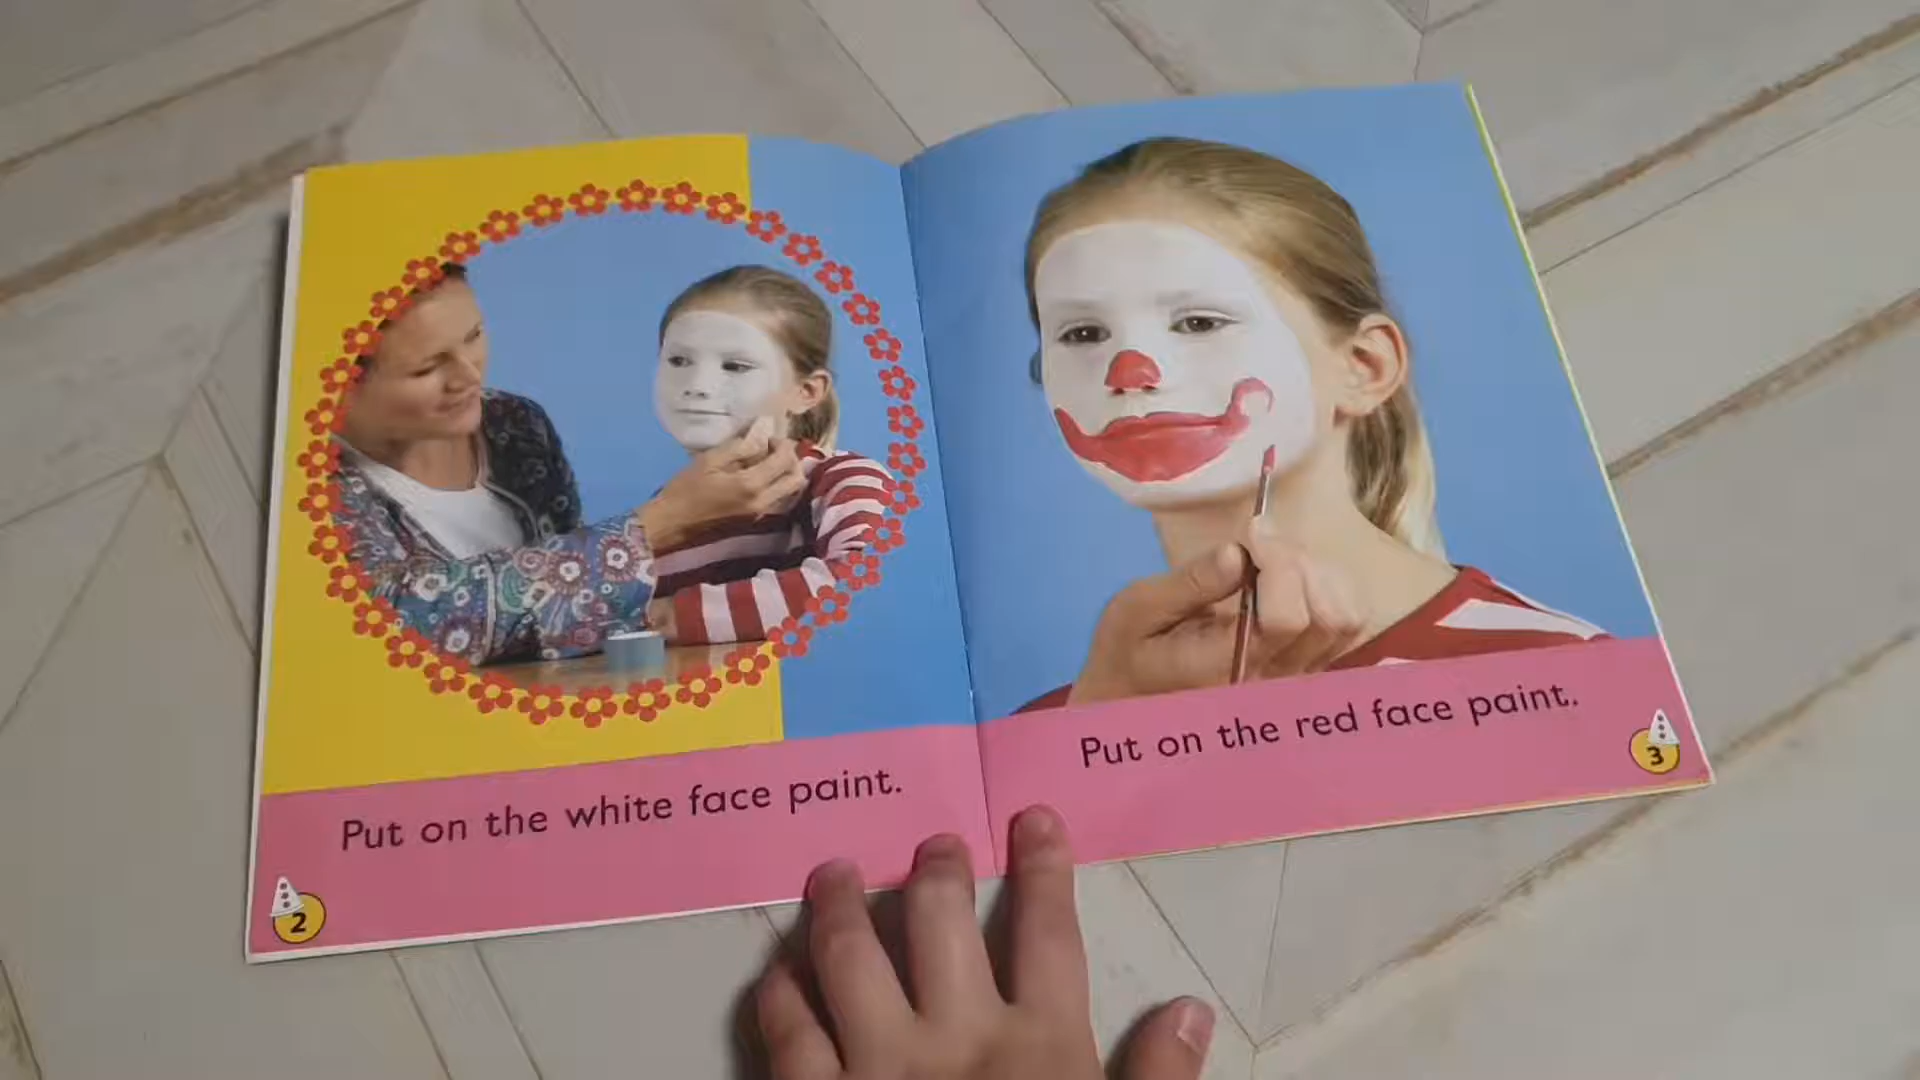 Put on the white face paint.
2
Put on the red face paint.
3